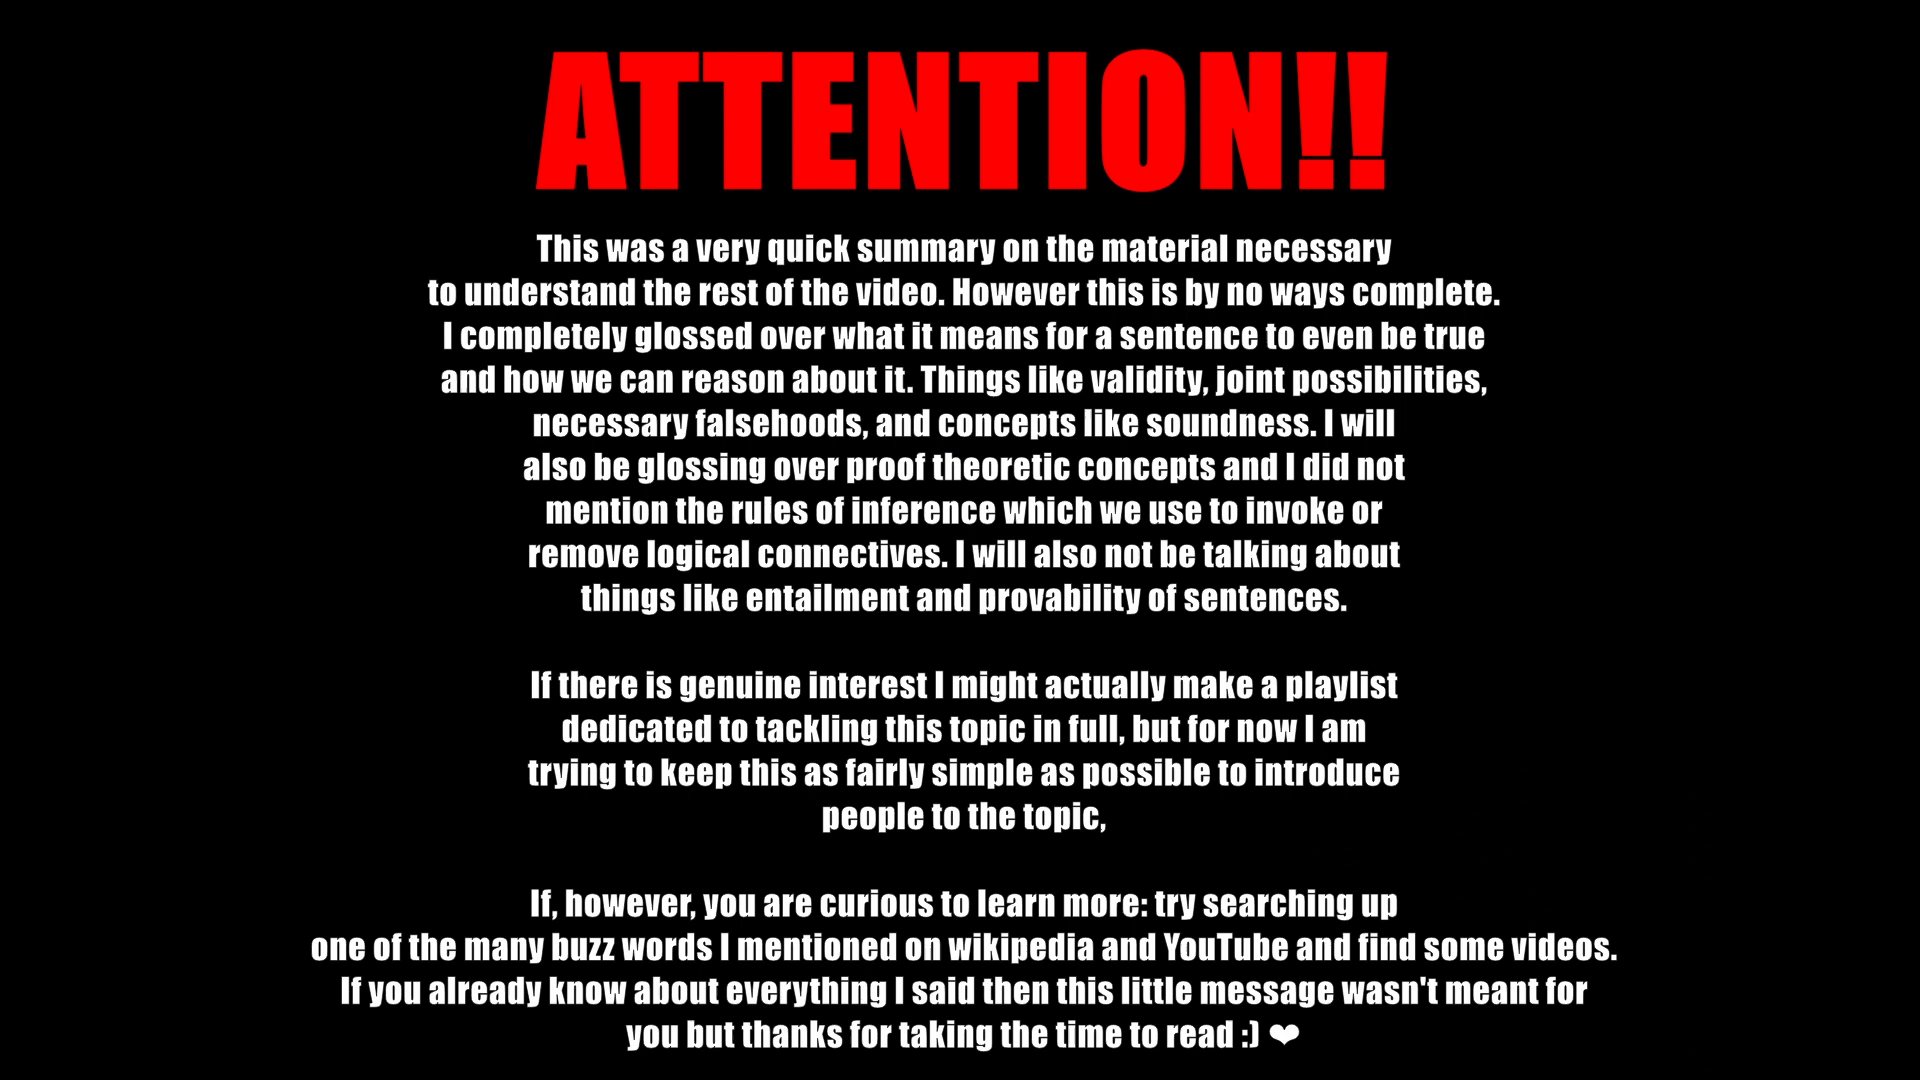 ATTENTION!!
This was a very quick summary on the material necessary
to understand the rest of the video. However this is by no ways complete.
I completely glossed over what it means for a sentence to even be true
and how we can reason about it. Things like validity, joint possibilities,
necessary falsehoods, and concepts like soundness. I will
also be glossing over proof theoretic concepts and I did not
mention the rules of inference which we use to invoke or
remove logical connectives. I will also not be talking about
things like entailment and provability of sentences.
If there is genuine interest I might actually make a playlist
dedicated to tackling this topic in full, but for now I am
trying to keep this as fairly simple as possible to introduce
people to the topic,
If, however, you are curious to learn more: try searching up
one of the many buzz words I mentioned on wikipedia and YouTube and find some videos.
If you already know about everything I said then this little message wasn't meant for
you but thanks for taking the time to read :) ❤